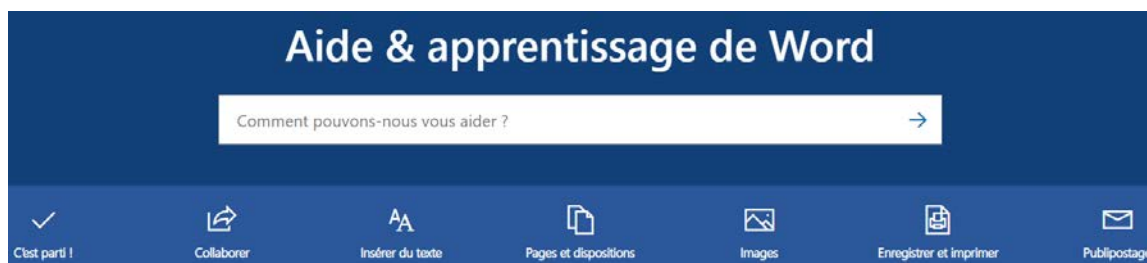 Aide & apprentissage de Word
Comment pouvons-nous vous aider ?
C'est parti !
Collaborer
Insérer du texte
Pages et dispositions
Images
Enregistrer et imprimer
Publipostage